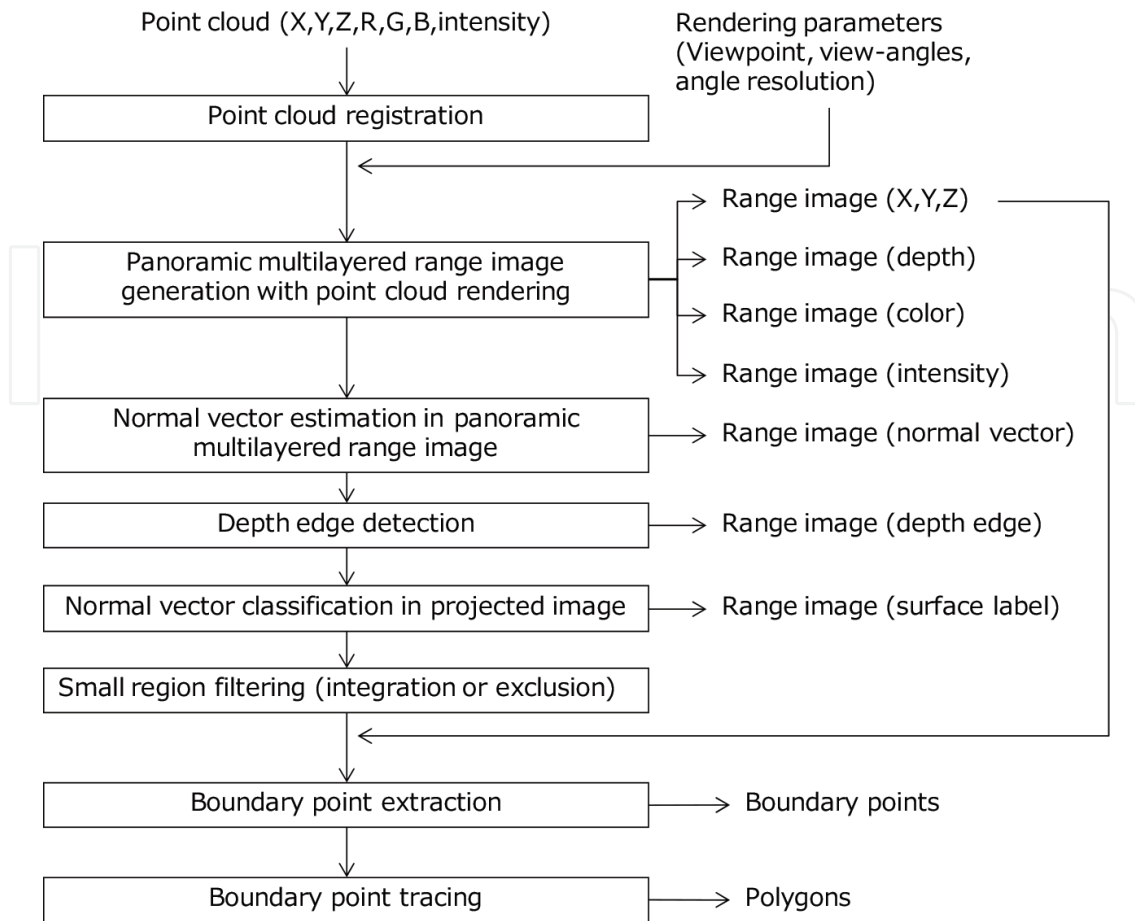 Point cloud (X,Y,Z,R,G,B,intensity)
Rendering parameters
(Viewpoint, view-angles,
angle resolution)
Point cloud registration
Range image (X,Y,Z)
Panoramic multilayered range image
generation with point cloud rendering
Range image (depth)
Range image (color)
Range image (intensity)
Normal vector estimation in panoramic
multilayered range image
Range image (normal vector)
Depth edge detection
Range image (depth edge)
Normal vector classification in projected image
Range image (surface label)
Small region filtering (integration or exclusion)
Boundary point extraction
Boundary points
Boundary point tracing
Polygons